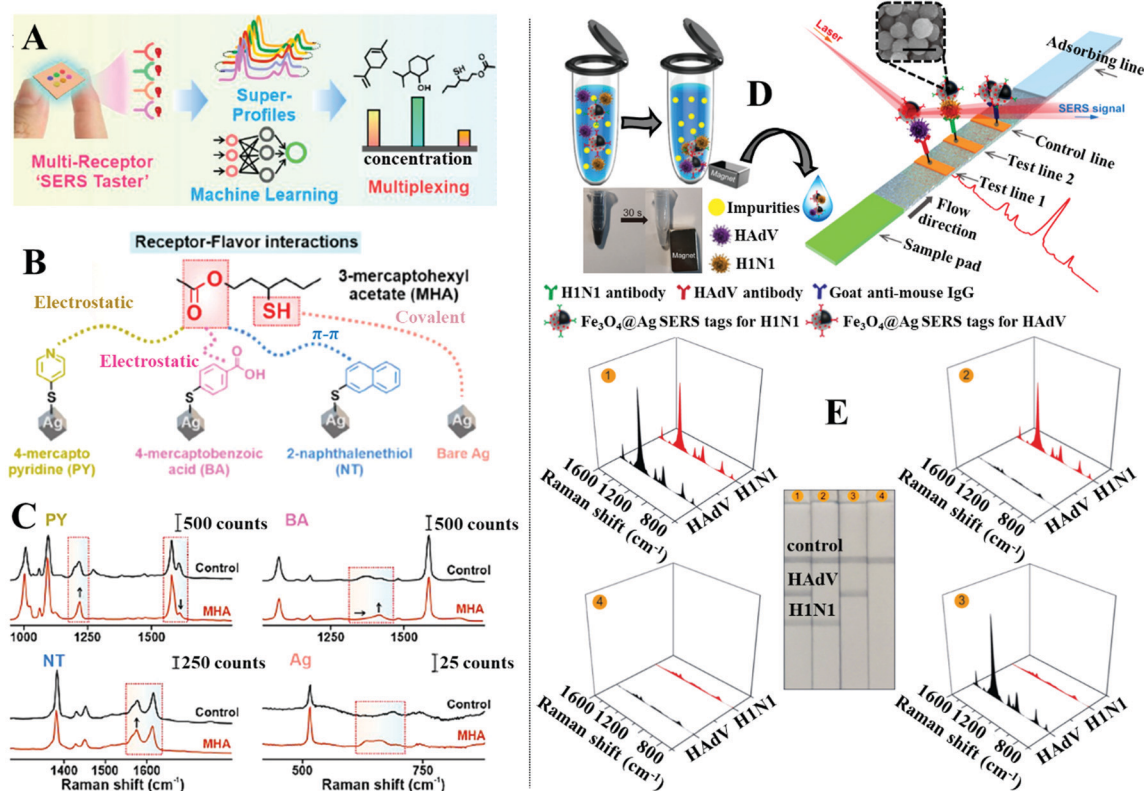 A
Multi-Receptor
'SERS Taster'
Super-
Profiles
Machine Learning
OH
SH
O
O
concentration
Multiplexing
B
Receptor-Flavor interactions
O
O
SH
3-mercaptohexyl
acetate (MHA)
Electrostatic
Covalent
Electrostatic
π-π
N
S
Ag
O
OH
S
Ag
S
Ag
Ag
4-mercapto
pyridine (PY)
4-mercaptobenzoic
acid (BA)
2-naphthalenethiol
(NT)
Bare Ag
C
PY
500 counts
Control
MHA
1000 1250 1500
BA
500 counts
Control
MHA
1250 1500
NT
250 counts
Control
MHA
1400 1500 1600
Raman shift (cm-1)
Ag
25 counts
Control
MHA
500 750
Raman shift (cm-1)
D
30 s
Magnet
Magnet
Impurities
HAdV
H1N1
Laser
Adsorbing line
SERS signal
Control line
Test line 2
Test line 1
Flow
direction
Sample pad
H1N1 antibody
HAdV antibody
Goat anti-mouse IgG
Fe3O4@Ag SERS tags for H1N1
Fe3O4@Ag SERS tags for HAdV
E
1
1600
1200
800
Raman shift (cm-1)
HAdV
H1N1
2
1600
1200
800
Raman shift (cm-1)
HAdV
H1N1
1 2 3 4
control
HAdV
H1N1
4
1600
1200
800
Raman shift (cm-1)
HAdV
H1N1
3
1600
1200
800
Raman shift (cm-1)
HAdV
H1N1